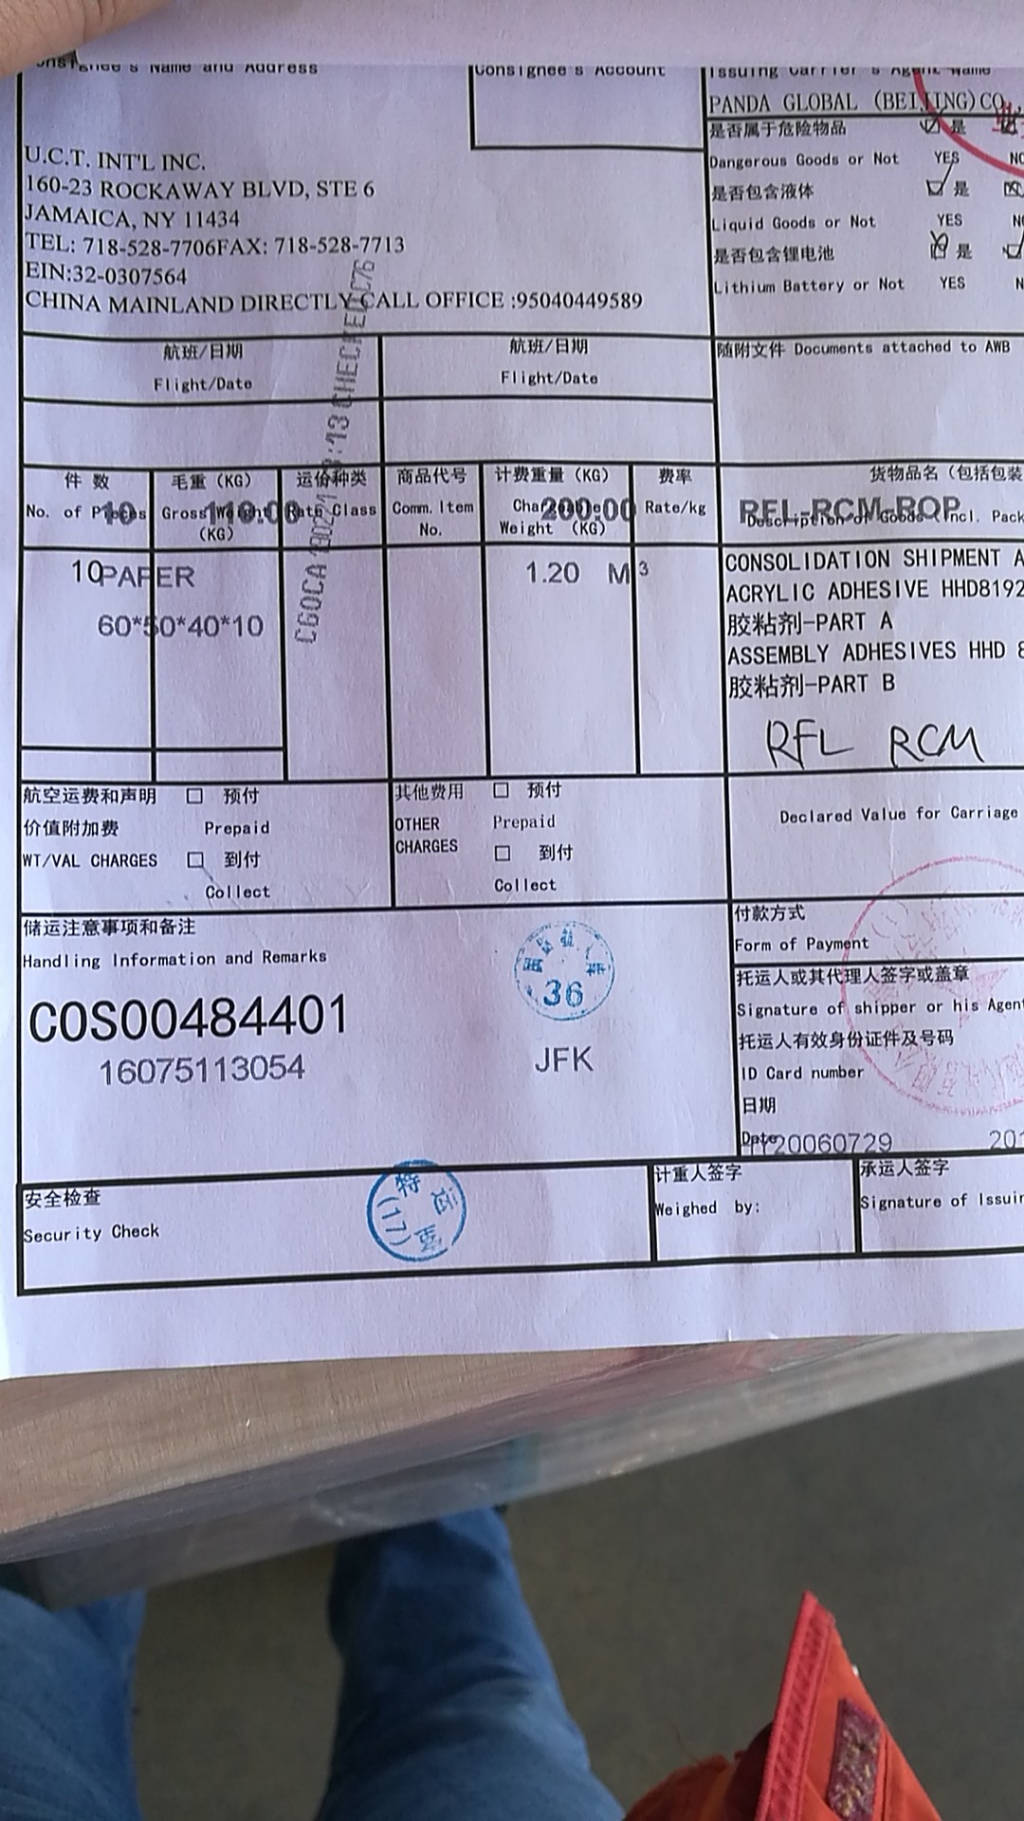 Consignee's Name and Address
Consignee's Account
Issuing Carrier's Agent Name
PANDA GLOBAL (BEIJING)CO.,
是否属于危险物品 是
Dangerous Goods or Not YES NO
是否包含液体 是
Liquid Goods or Not YES N
是否包含锂电池 是
Lithium Battery or Not YES N
U.C.T. INT'L INC.
160-23 ROCKAWAY BLVD, STE 6
JAMAICA, NY 11434
TEL: 718-528-7706FAX: 718-528-7713
EIN:32-0307564
CHINA MAINLAND DIRECTLY CALL OFFICE :95040449589
航班/日期
Flight/Date
航班/日期
Flight/Date
随附文件 Documents attached to AWB
件 数
No. of Pieces
10
毛重 (KG)
Gross Weight
(KG)
110.00
运价种类
Rate Class
商品代号
Comm. Item
No.
计费重量 (KG)
Chargeable
Weight (KG)
200.00
费率
Rate/kg
货物品名 (包括包装
Description of Goods (Incl. Pack
RFL-RCM-ROP
10PAPER
60*50*40*10
1.20 M3
CHECKED
CONSOLIDATION SHIPMENT A
ACRYLIC ADHESIVE HHD8192
胶粘剂-PART A
ASSEMBLY ADHESIVES HHD 8
胶粘剂-PART B
RFL RCM
航空运费和声明 □ 预付
价值附加费 Prepaid
WT/VAL CHARGES □ 到付
Collect
其他费用 □ 预付
OTHER Prepaid
CHARGES □ 到付
Collect
Declared Value for Carriage
储运注意事项和备注
Handling Information and Remarks
COS00484401
16075113054
36
JFK
付款方式
Form of Payment
托运人或其代理人签字或盖章
Signature of shipper or his Agent
托运人有效身份证件及号码
ID Card number
日期
Date
20060729 201
安全检查
Security Check
特运
(17)
计重人签字
Weighed by:
承运人签字
Signature of Issuin